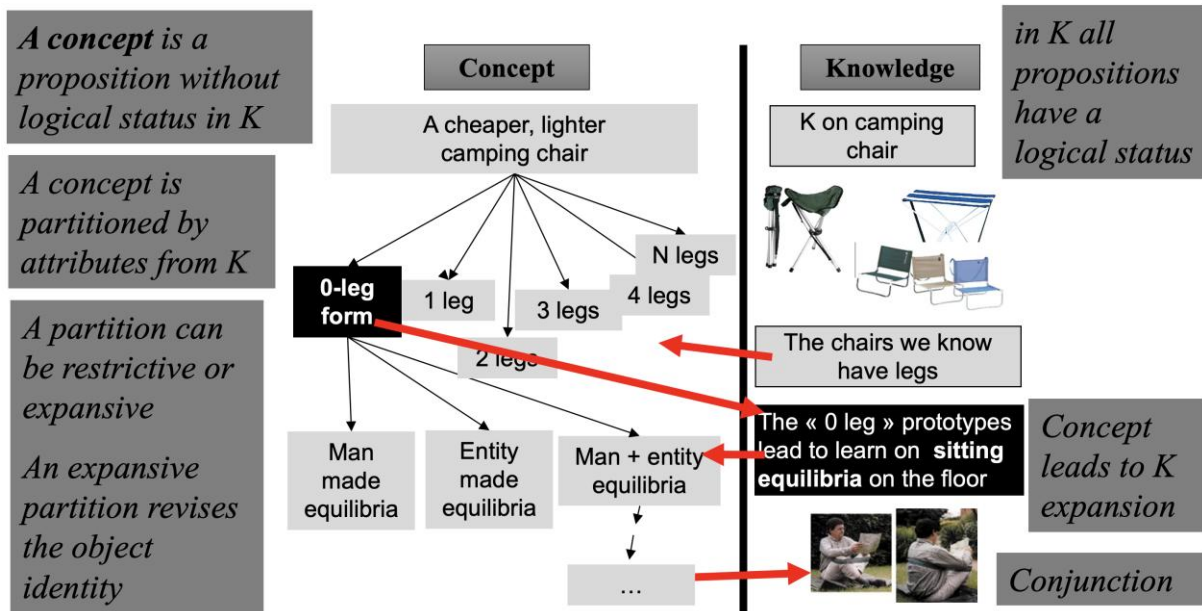 A concept is a
proposition without
logical status in K
A concept is
partitioned by
attributes from K
A partition can
be restrictive or
expansive
An expansive
partition revises
the object
identity
Concept
A cheaper, lighter
camping chair
0-leg
form
1 leg
2 legs
3 legs
4 legs
N legs
Man
made
equilibria
Entity
made
equilibria
Man + entity
equilibria
...
Knowledge
K on camping
chair
The chairs we know
have legs
The « 0 leg » prototypes
lead to learn on sitting
equilibria on the floor
in K all
propositions
have a
logical status
Concept
leads to K
expansion
Conjunction